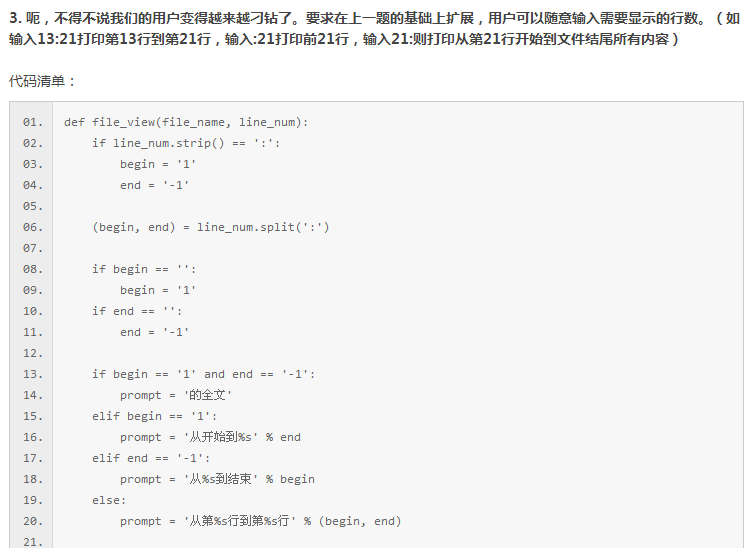 3. 呃，不得不说我们的用户变得越来越刁钻了。要求在上一题的基础上扩展，用户可以随意输入需要显示的行数。（如
输入13:21打印第13行到第21行，输入:21打印前21行，输入21:则打印从第21行开始到文件结尾所有内容）
代码清单：
01. def file_view(file_name, line_num):
02.     if line_num.strip() == ':':
03.         begin = '1'
04.         end = '-1'
05.
06.     (begin, end) = line_num.split(':')
07.
08.     if begin == '':
09.         begin = '1'
10.     if end == '':
11.         end = '-1'
12.
13.     if begin == '1' and end == '-1':
14.         prompt = '的全文'
15.     elif begin == '1':
16.         prompt = '从开始到%s' % end
17.     elif end == '-1':
18.         prompt = '从%s到结束' % begin
19.     else:
20.         prompt = '从第%s行到第%s行' % (begin, end)
21.